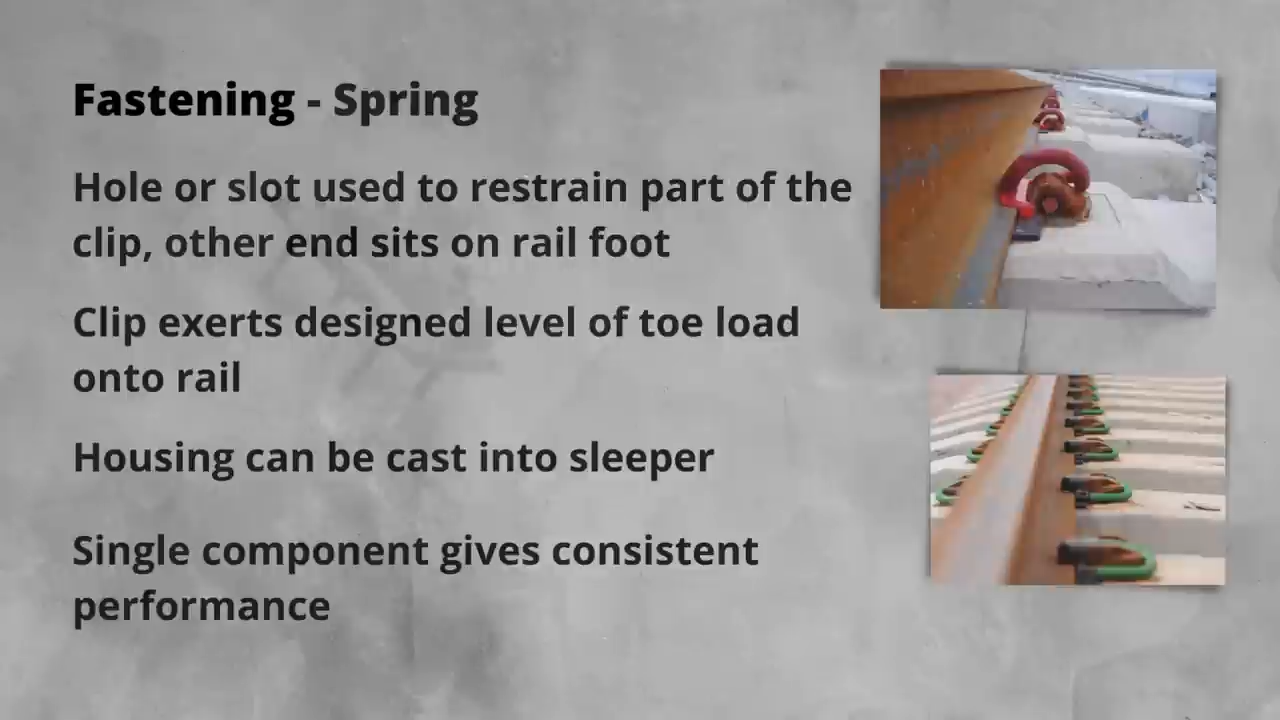 Fastening - Spring
Hole or slot used to restrain part of the
clip, other end sits on rail foot
Clip exerts designed level of toe load
onto rail
Housing can be cast into sleeper
Single component gives consistent
performance